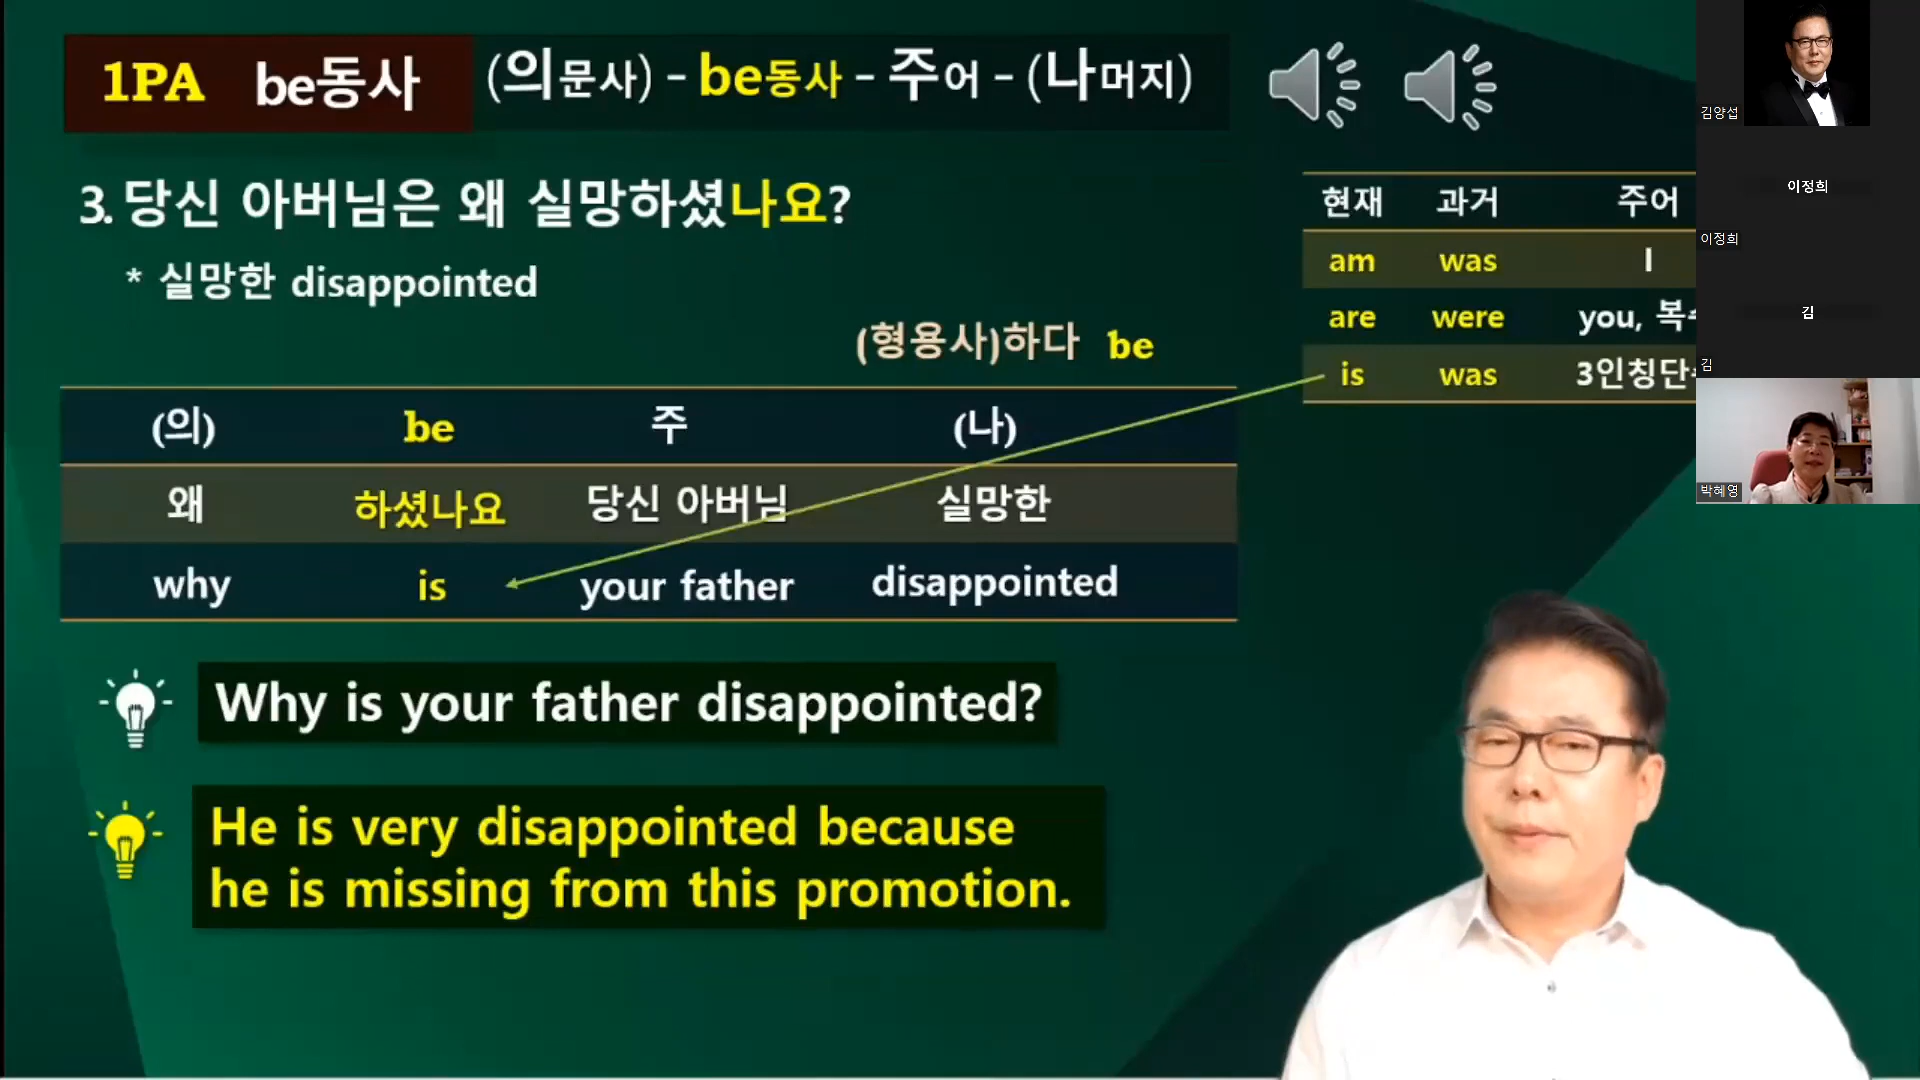 1PA be동사 (의문사) - be동사 - 주어 - (나머지)
3. 당신 아버님은 왜 실망하셨나요?
* 실망한 disappointed
(형용사)하다 be
(의) be 주 (나)
왜 하셨나요 당신 아버님 실망한
why is your father disappointed
Why is your father disappointed?
He is very disappointed because
he is missing from this promotion.
현재 과거 주어
am was I
are were you,
is was 3인칭단
김양섭
이정희
이정희
김
김
박혜영